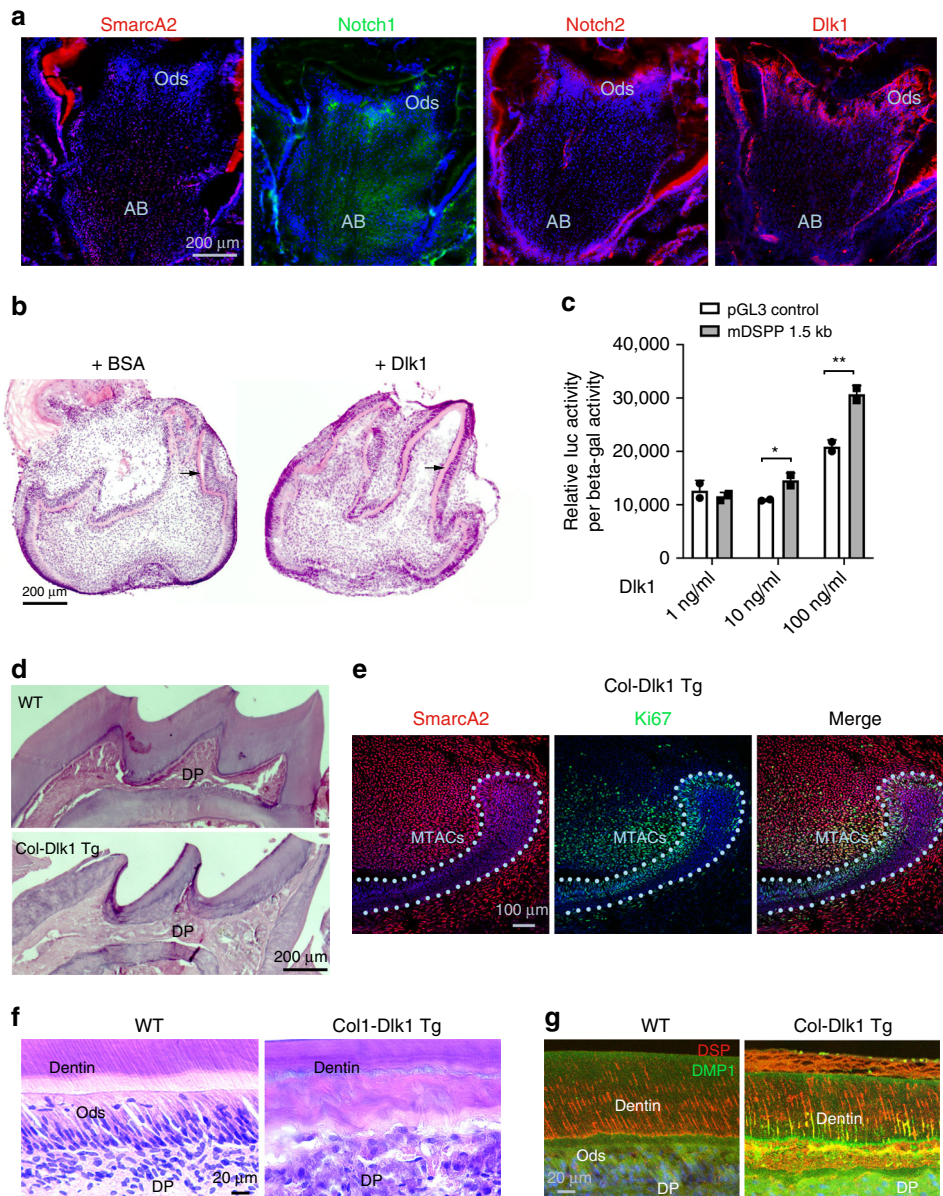 a
SmarcA2
Notch1
Notch2
Dlk1
Ods
Ods
Ods
Ods
AB
AB
AB
AB
200 μm
b
+ BSA
+ Dlk1
200 μm
c
pGL3 control
mDSPP 1.5 kb
Relative luc activity
per beta-gal activity
40,000
30,000
20,000
10,000
0
*
**
Dlk1
1 ng/ml
10 ng/ml
100 ng/ml
d
WT
DP
Col-Dlk1 Tg
DP
200 μm
e
Col-Dlk1 Tg
SmarcA2
Ki67
Merge
MTACs
MTACs
MTACs
100 μm
f
WT
Col1-Dlk1 Tg
Dentin
Dentin
Ods
20 μm
DP
DP
g
WT
Col-Dlk1 Tg
DSP
DMP1
Dentin
Dentin
Ods
20 μm
DP
DP